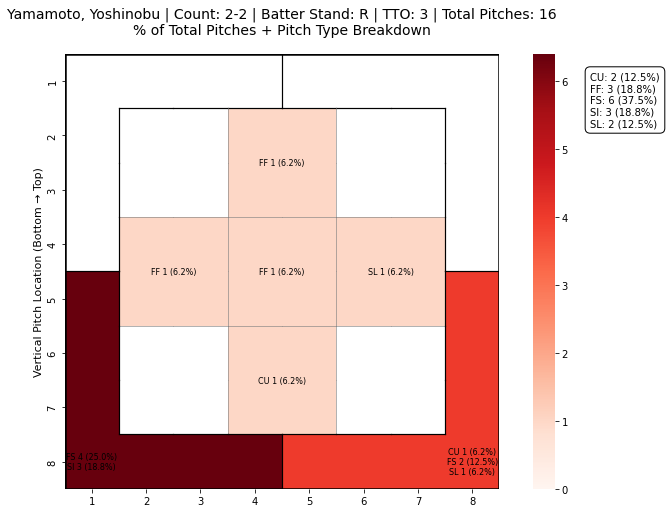 Yamamoto, Yoshinobu | Count: 2-2 | Batter Stand: R | TTO: 3 | Total Pitches: 16
% of Total Pitches + Pitch Type Breakdown
CU: 2 (12.5%)
FF: 3 (18.8%)
FS: 6 (37.5%)
SI: 3 (18.8%)
SL: 2 (12.5%)
Vertical Pitch Location (Bottom → Top)
1
2
3
4
5
6
7
8
FF 1 (6.2%)
FF 1 (6.2%)
FF 1 (6.2%)
SL 1 (6.2%)
CU 1 (6.2%)
FS 4 (25.0%)
SI 3 (18.8%)
CU 1 (6.2%)
FS 2 (12.5%)
SL 1 (6.2%)
1 2 3 4 5 6 7 8
6
5
4
3
2
1
0